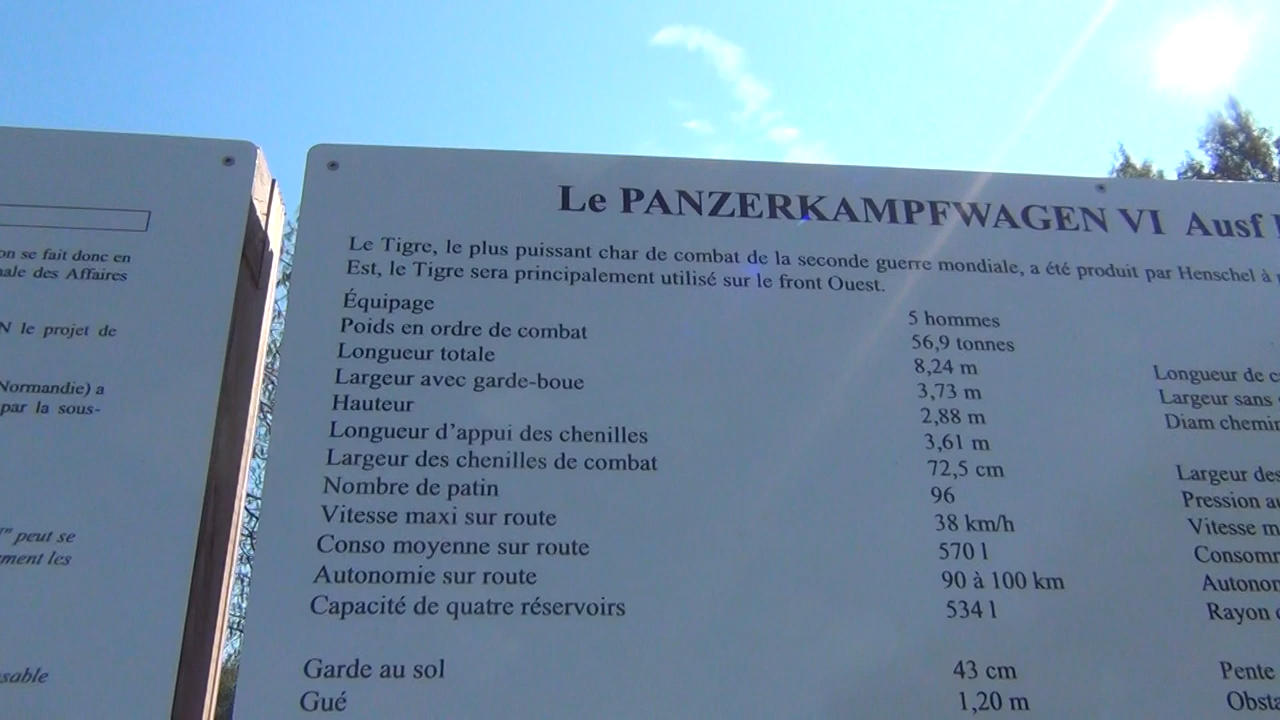 on se fait donc en
ale des Affaires
N le projet de
Normandie) a
par la sous-
peut se
ment les
sable
Le PANZERKAMPFWAGEN VI Ausf
Le Tigre, le plus puissant char de combat de la seconde guerre mondiale, a été produit par Henschel à
Est, le Tigre sera principalement utilisé sur le front Ouest.
Équipage 5 hommes
Poids en ordre de combat 56,9 tonnes
Longueur totale 8,24 m
Largeur avec garde-boue 3,73 m
Hauteur 2,88 m
Longueur d'appui des chenilles 3,61 m
Largeur des chenilles de combat 72,5 cm
Nombre de patin 96
Vitesse maxi sur route 38 km/h
Conso moyenne sur route 570 l
Autonomie sur route 90 à 100 km
Capacité de quatre réservoirs 534 l
Garde au sol 43 cm
Gué 1,20 m
Longueur de c
Largeur sans
Diam chemin
Largeur des
Pression a
Vitesse m
Consomm
Autonom
Rayon
Pente
Obsta